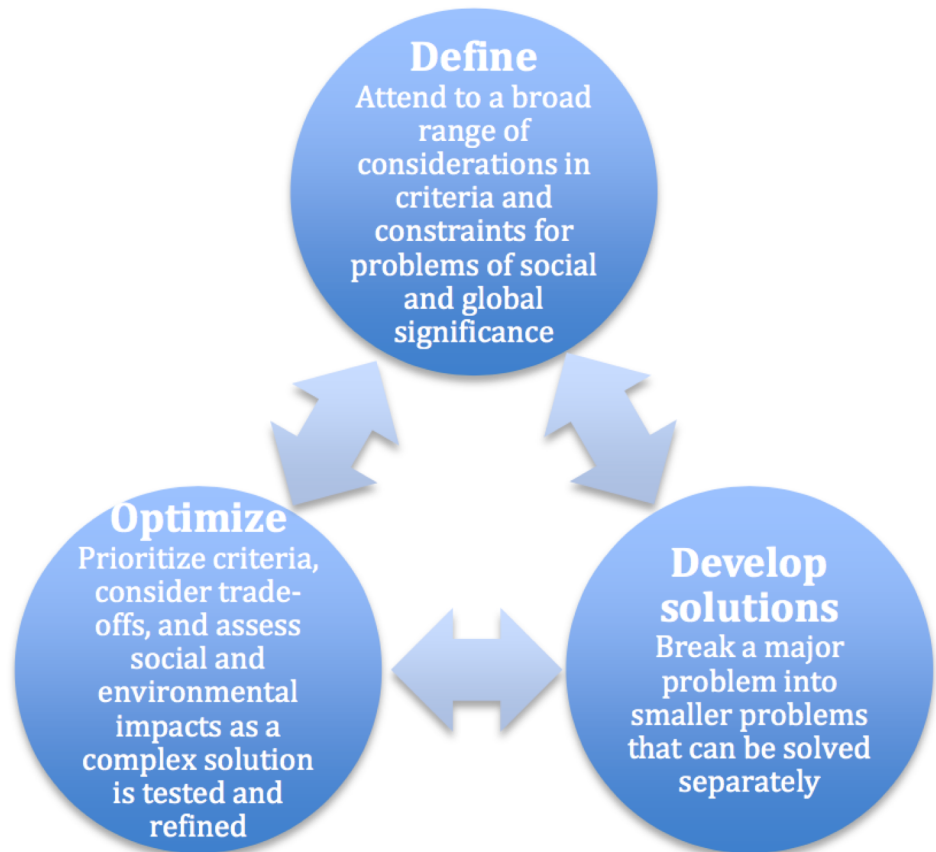 Define
Attend to a broad
range of
considerations in
criteria and
constraints for
problems of social
and global
significance
Optimize
Prioritize criteria,
consider trade-
offs, and assess
social and
environmental
impacts as a
complex solution
is tested and
refined
Develop
solutions
Break a major
problem into
smaller problems
that can be solved
separately